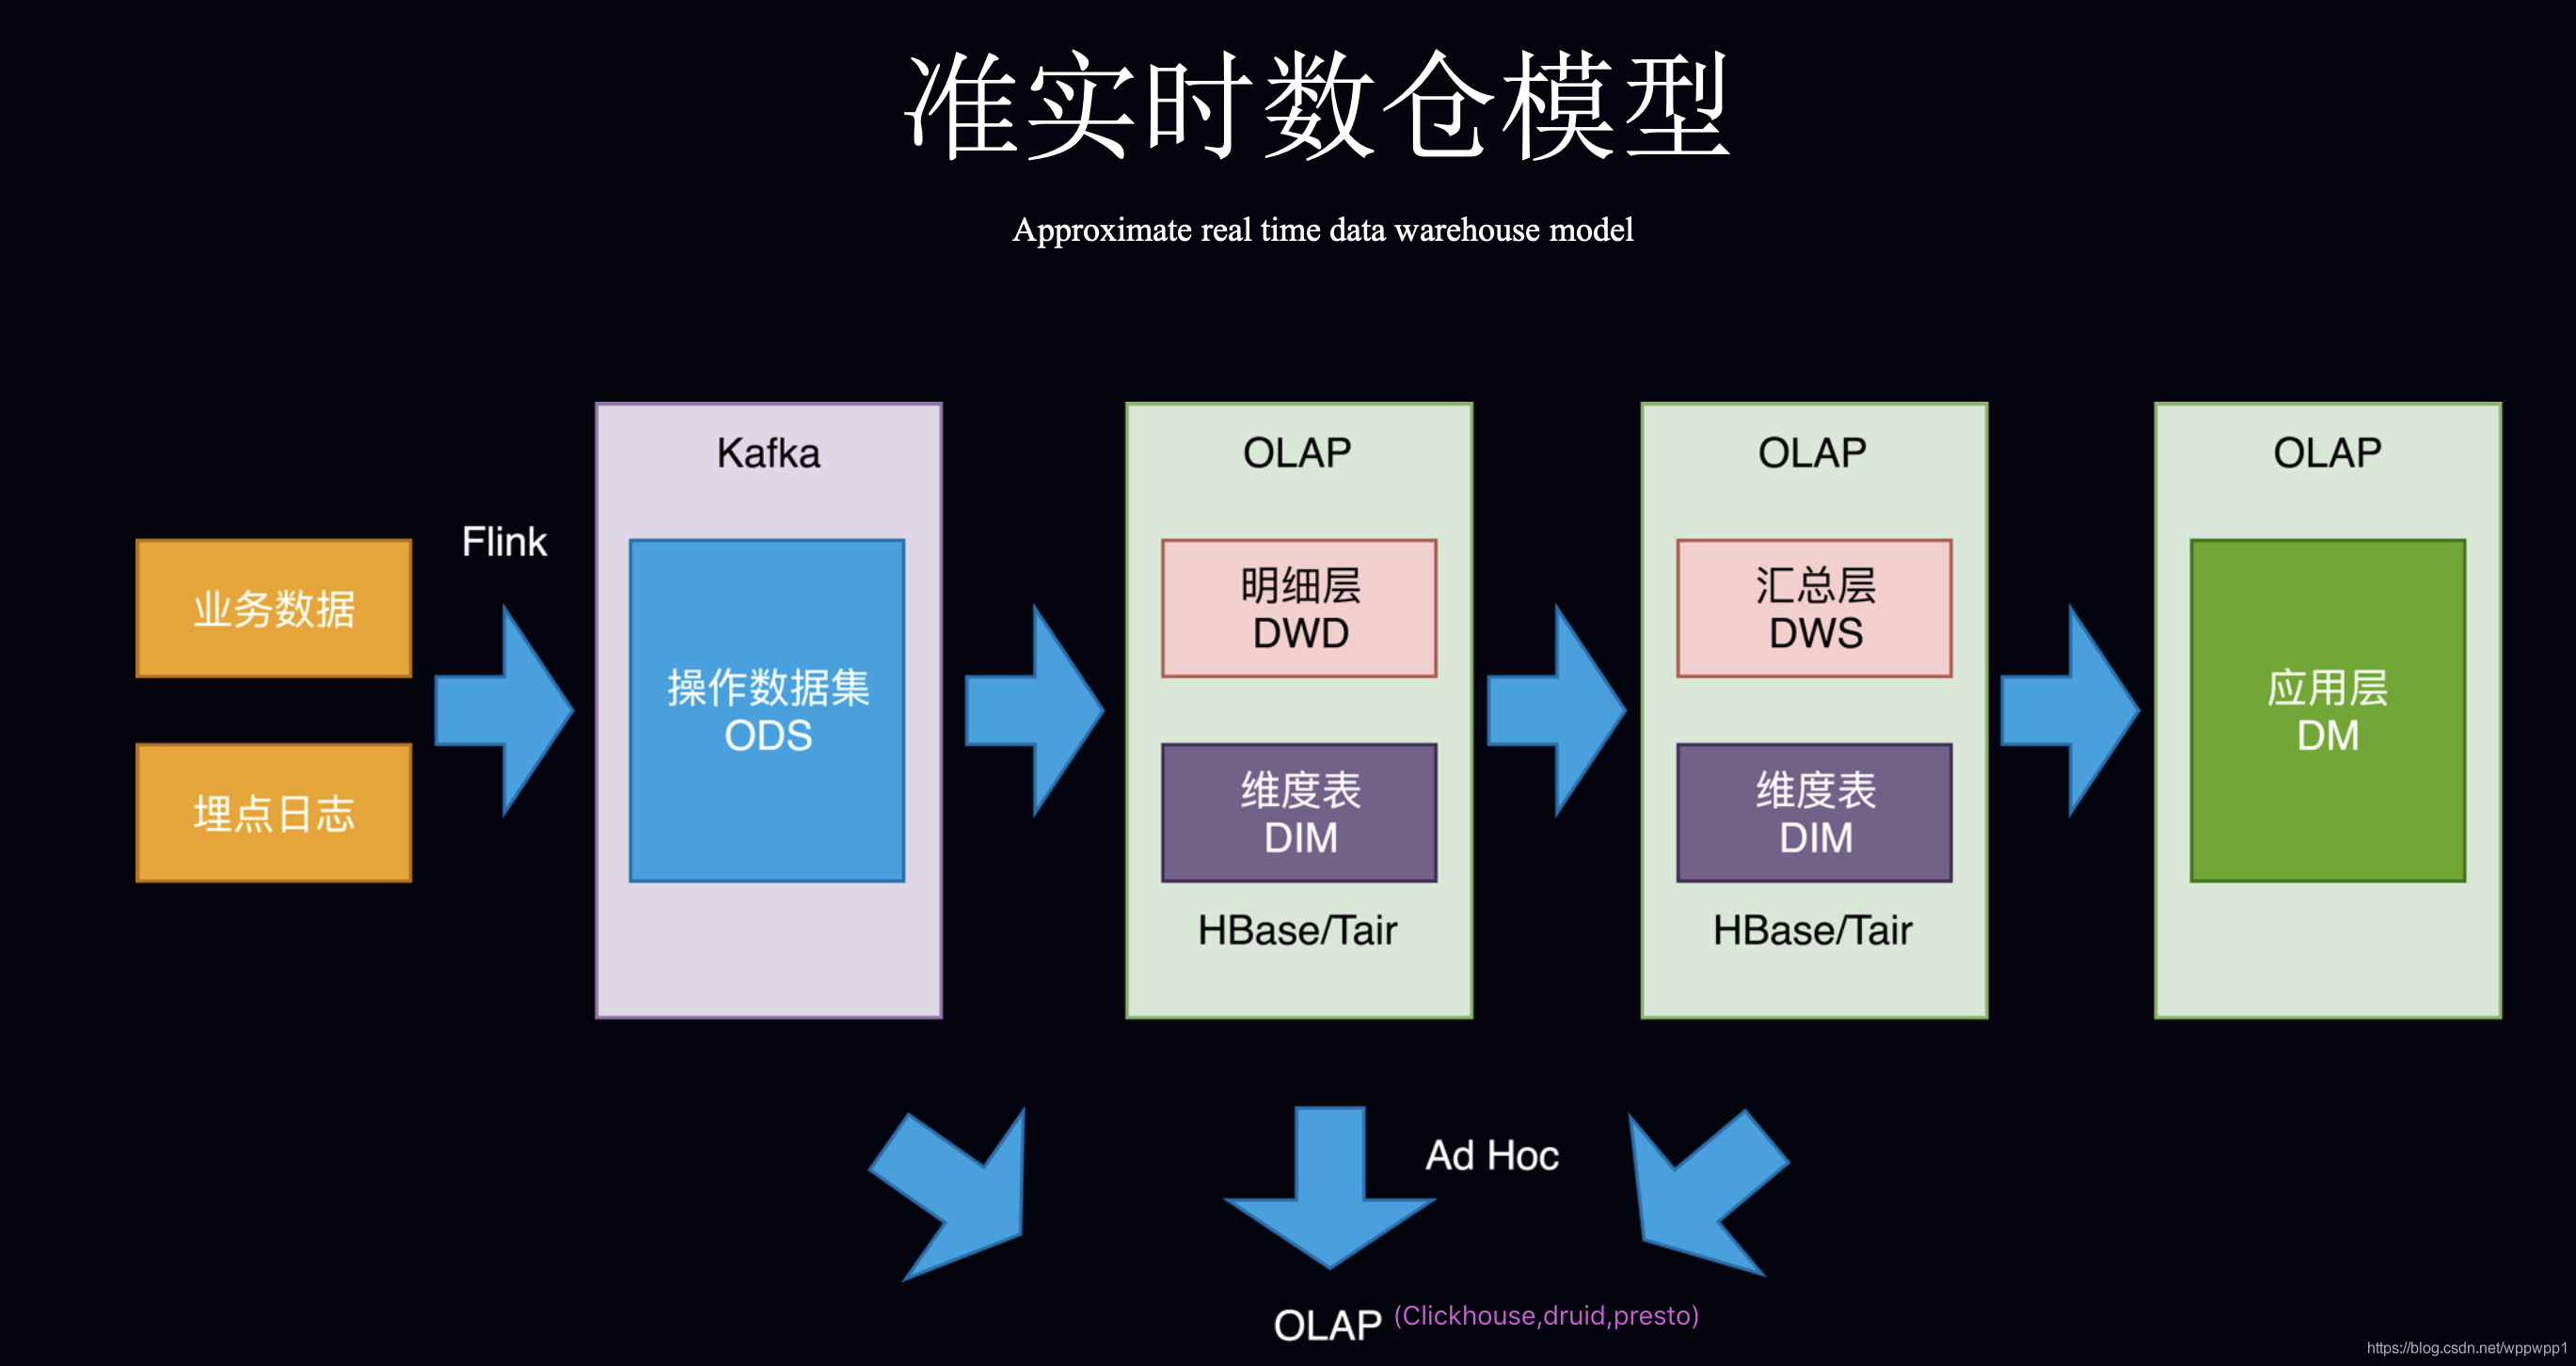 准实时数仓模型
Approximate real time data warehouse model
业务数据
埋点日志
Flink
Kafka
操作数据集
ODS
OLAP
明细层
DWD
维度表
DIM
HBase/Tair
OLAP
汇总层
DWS
维度表
DIM
HBase/Tair
OLAP
应用层
DM
Ad Hoc
OLAP (Clickhouse,druid,presto)
https://blog.csdn.net/wppwpp1